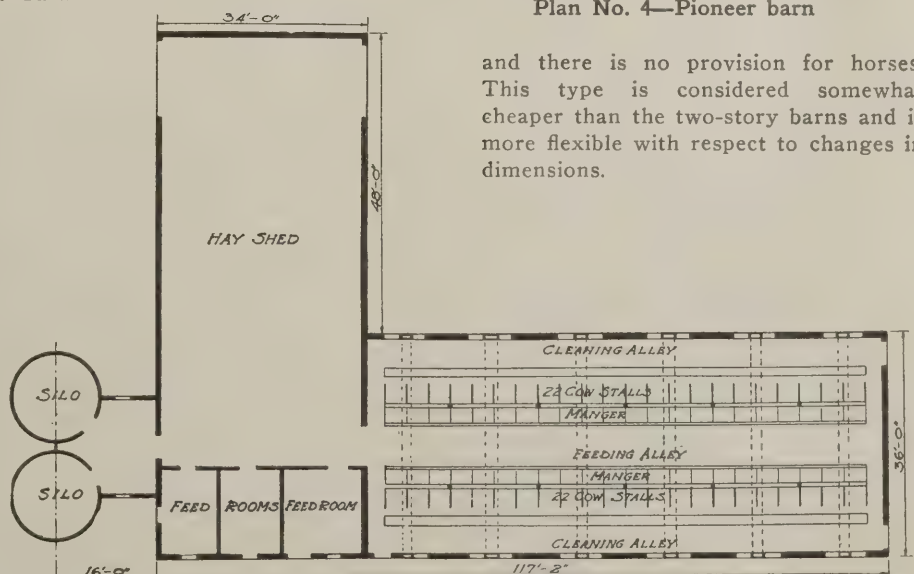 Plan No. 4—Pioneer barn
and there is no provision for horses
This type is considered somewha
cheaper than the two-story barns and i
more flexible with respect to changes i
dimensions.
34'-0"
48'-0"
HAY SHED
SILO
SILO
CLEANING ALLEY
22 COW STALLS
MANGER
FEEDING ALLEY
MANGER
22 COW STALLS
CLEANING ALLEY
36'-0"
FEED
ROOMS
FEED ROOM
16'-0"
117'-2"